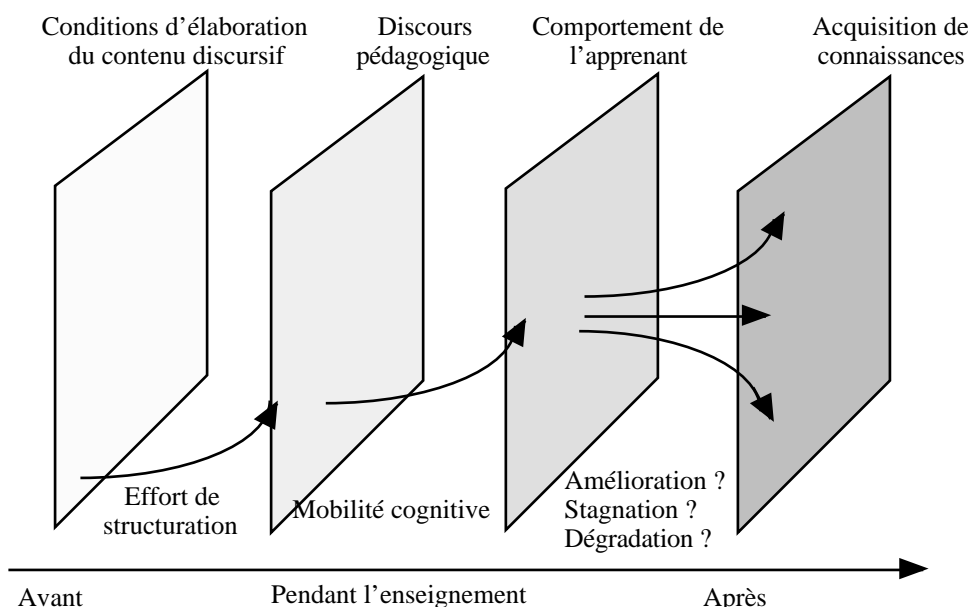 Conditions d’élaboration
du contenu discursif
Discours
pédagogique
Comportement de
l’apprenant
Acquisition de
connaissances
Effort de
structuration
Mobilité cognitive
Amélioration ?
Stagnation ?
Dégradation ?
Avant
Pendant l’enseignement
Après